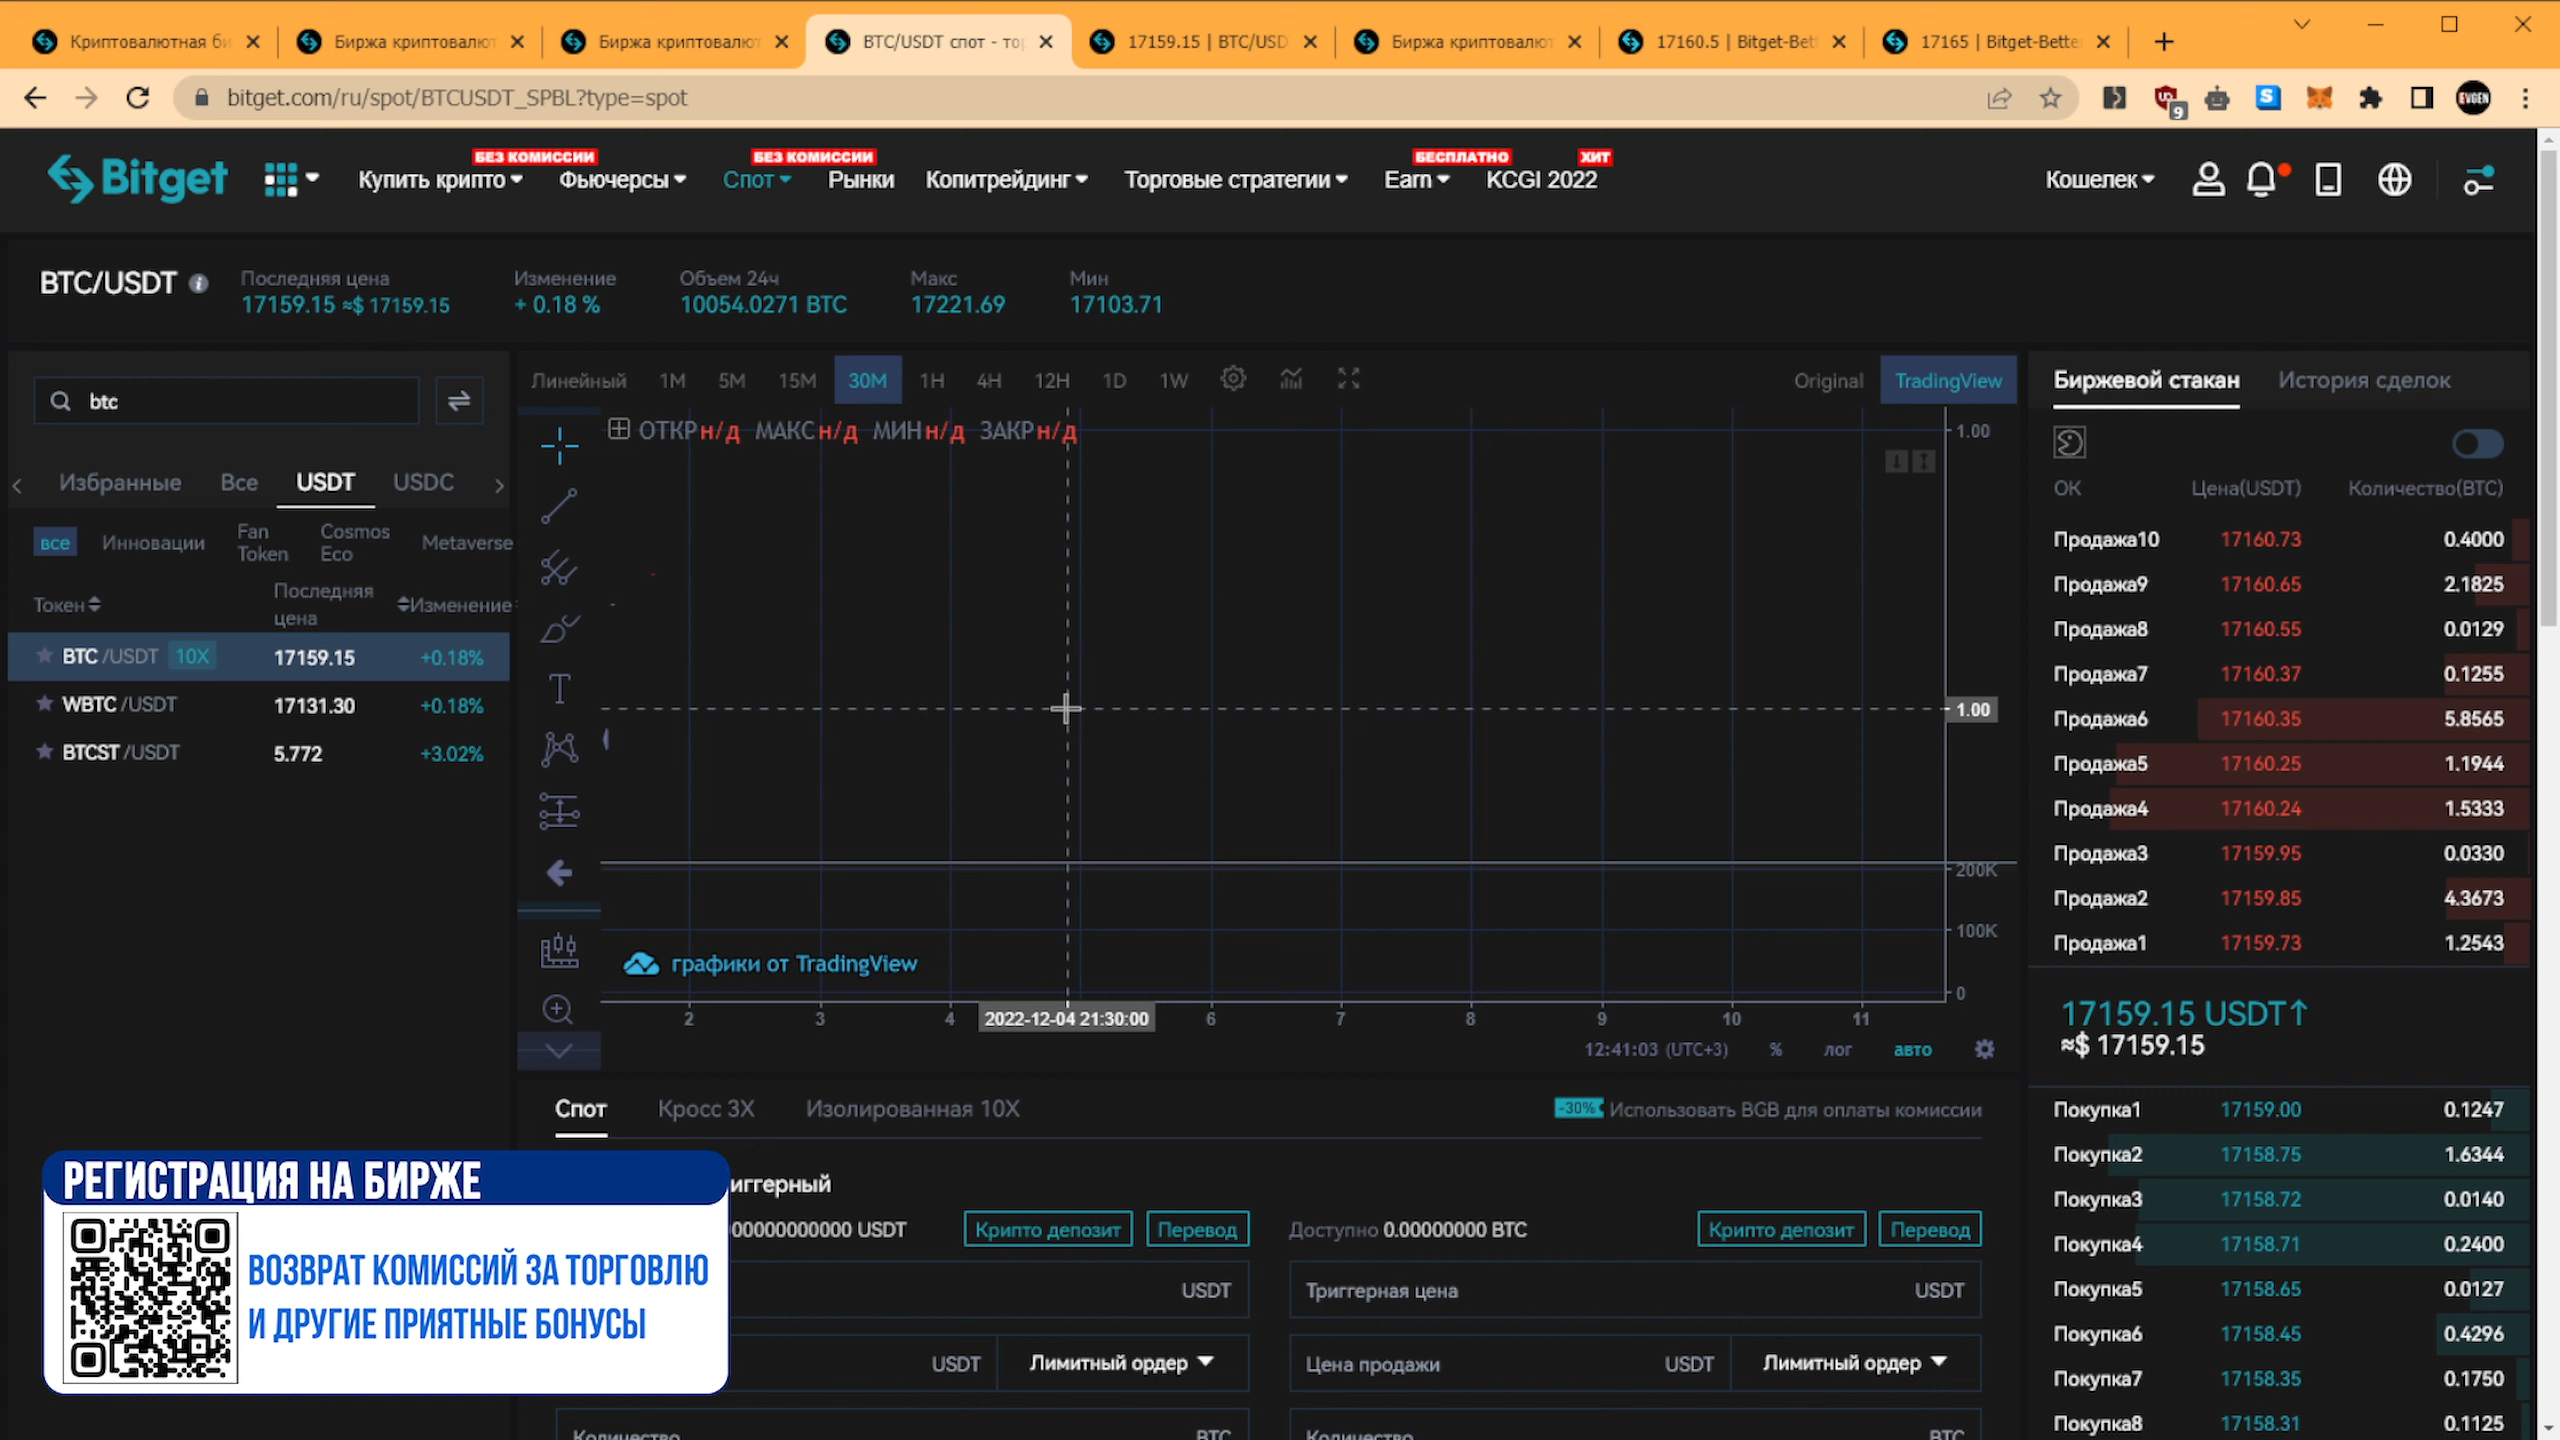 Криптовалютная би
Биржа криптовалют
Биржа криптовалют
BTC/USDT спот - тор
17159.15 | BTC/USD
Биржа криптовалют
17160.5 | Bitget-Bett
17165 | Bitget-Bette
bitget.com/ru/spot/BTCUSDT_SPBL?type=spot
9
EVGEN
БЕЗ КОМИССИИ
БЕЗ КОМИССИИ
БЕСПЛАТНО
ХИТ
Bitget
Купить крипто
Фьючерсы
Спот
Рынки
Копитрейдинг
Торговые стратегии
Earn
KCGI 2022
Кошелек
BTC/USDT
Последняя цена
17159.15 ≈$ 17159.15
Изменение
+ 0.18 %
Объем 24ч
10054.0271 BTC
Макс
17221.69
Мин
17103.71
btc
Избранные Все USDT USDC
все Инновации Fan Token Cosmos Eco Metaverse
Токен Последняя цена Изменение
BTC /USDT 10X 17159.15 +0.18%
WBTC /USDT 17131.30 +0.18%
BTCST /USDT 5.772 +3.02%
Линейный 1M 5M 15M 30M 1H 4H 12H 1D 1W
Original TradingView
ОТКРн/д МАКСн/д МИНн/д ЗАКРн/д
1.00
1.00
200K
100K
0
графики от TradingView
2 3 4 2022-12-04 21:30:00 6 7 8 9 10 11
12:41:03 (UTC+3) % лог авто
Биржевой стакан История сделок
ОК Цена(USDT) Количество(BTC)
Продажа10 17160.73 0.4000
Продажа9 17160.65 2.1825
Продажа8 17160.55 0.0129
Продажа7 17160.37 0.1255
Продажа6 17160.35 5.8565
Продажа5 17160.25 1.1944
Продажа4 17160.24 1.5333
Продажа3 17159.95 0.0330
Продажа2 17159.85 4.3673
Продажа1 17159.73 1.2543
17159.15 USDT↑
≈$ 17159.15
Покупка1 17159.00 0.1247
Покупка2 17158.75 1.6344
Покупка3 17158.72 0.0140
Покупка4 17158.71 0.2400
Покупка5 17158.65 0.0127
Покупка6 17158.45 0.4296
Покупка7 17158.35 0.1750
Покупка8 17158.31 0.1125
Спот Кросс 3X Изолированная 10X
-30% Использовать BGB для оплаты комиссии
иггерный
00000000000 USDT Крипто депозит Перевод
Доступно 0.00000000 BTC Крипто депозит Перевод
USDT
Триггерная цена USDT
USDT Лимитный ордер
Цена продажи USDT Лимитный ордер
Количество BTC
Количество BTC
РЕГИСТРАЦИЯ НА БИРЖЕ
ВОЗВРАТ КОМИССИЙ ЗА ТОРГОВЛЮ
И ДРУГИЕ ПРИЯТНЫЕ БОНУСЫ